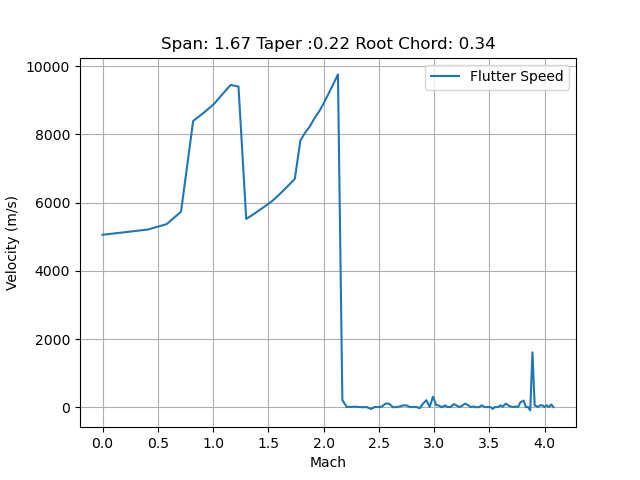 Span: 1.67 Taper :0.22 Root Chord: 0.34
Flutter Speed
10000
8000
6000
4000
2000
0
Velocity (m/s)
0.0 0.5 1.0 1.5 2.0 2.5 3.0 3.5 4.0
Mach